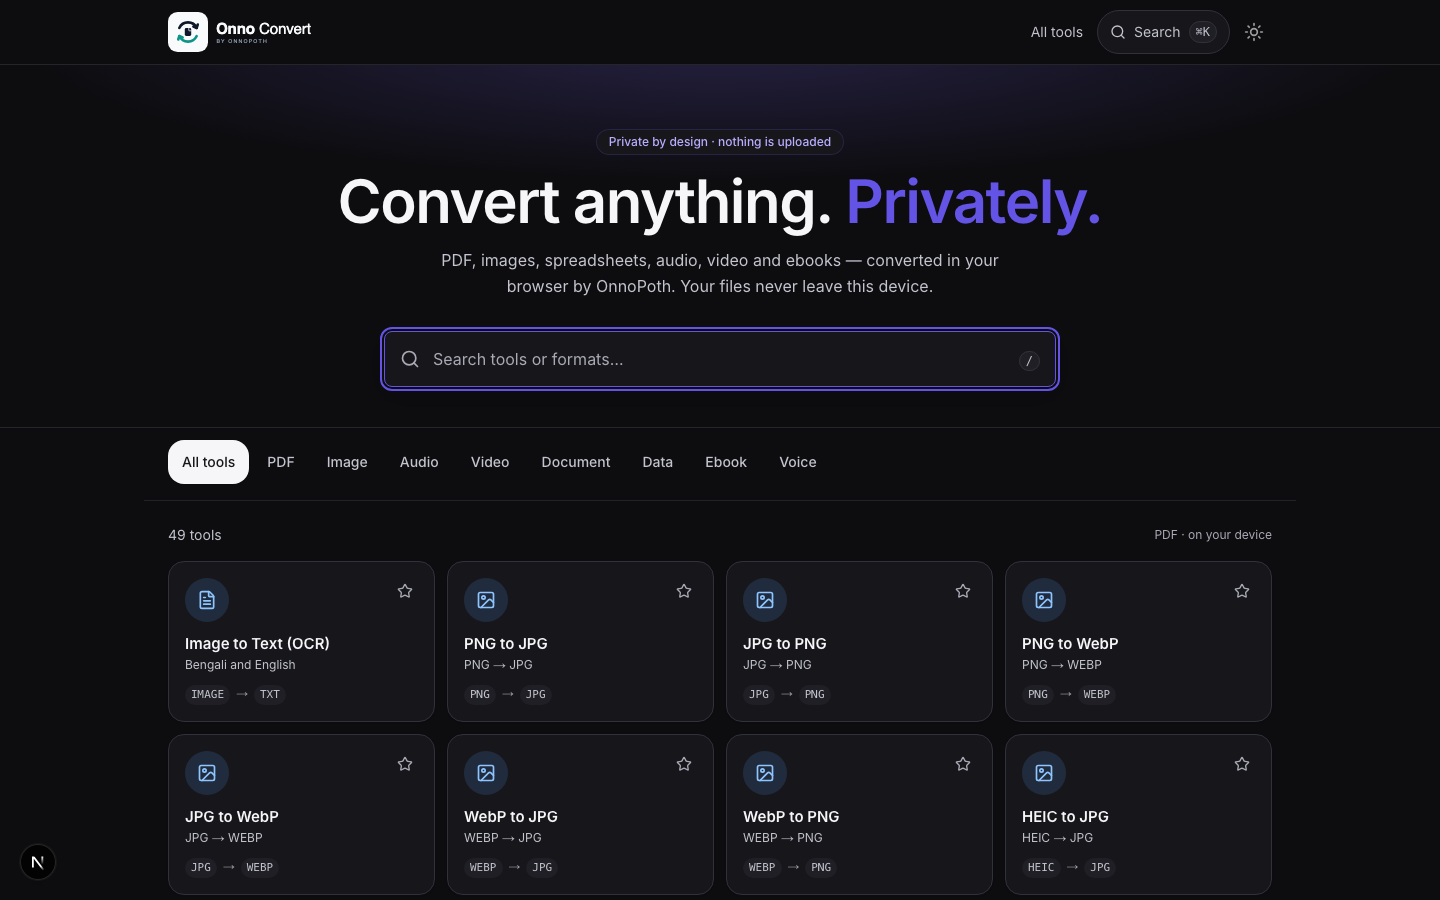 Onno Convert
BY ONNOPOTH
All tools
Search ⌘K
Private by design · nothing is uploaded
Convert anything. Privately.
PDF, images, spreadsheets, audio, video and ebooks — converted in your
browser by OnnoPoth. Your files never leave this device.
Search tools or formats...
/
All tools PDF Image Audio Video Document Data Ebook Voice
49 tools
PDF · on your device
Image to Text (OCR)
Bengali and English
IMAGE → TXT
PNG to JPG
PNG → JPG
PNG → JPG
JPG to PNG
JPG → PNG
JPG → PNG
PNG to WebP
PNG → WEBP
PNG → WEBP
JPG to WebP
JPG → WEBP
JPG → WEBP
WebP to JPG
WEBP → JPG
WEBP → JPG
WebP to PNG
WEBP → PNG
WEBP → PNG
HEIC to JPG
HEIC → JPG
HEIC → JPG
N